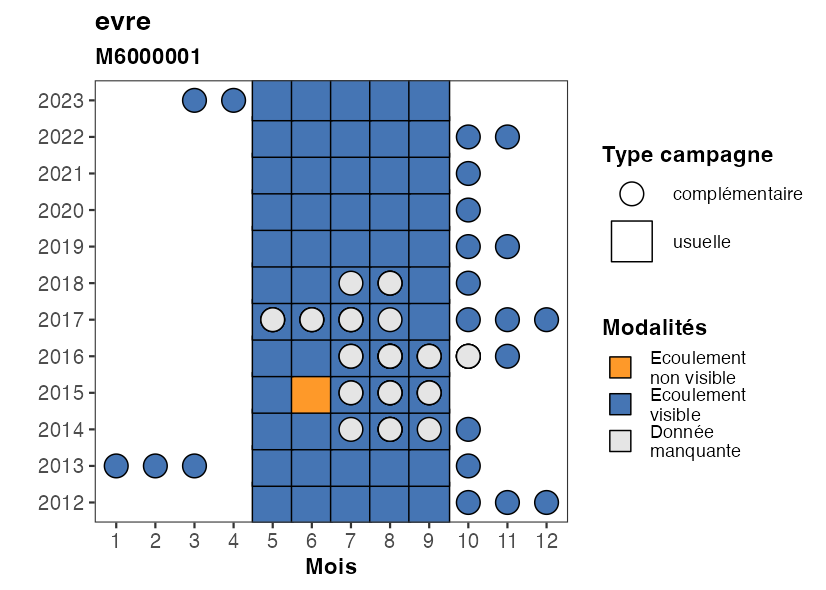 evre
M6000001
2023
2022
2021
2020
2019
2018
2017
2016
2015
2014
2013
2012
1 2 3 4 5 6 7 8 9 10 11 12
Mois
Type campagne
complémentaire
usuelle
Modalités
Ecoulement
non visible
Ecoulement
visible
Donnée
manquante